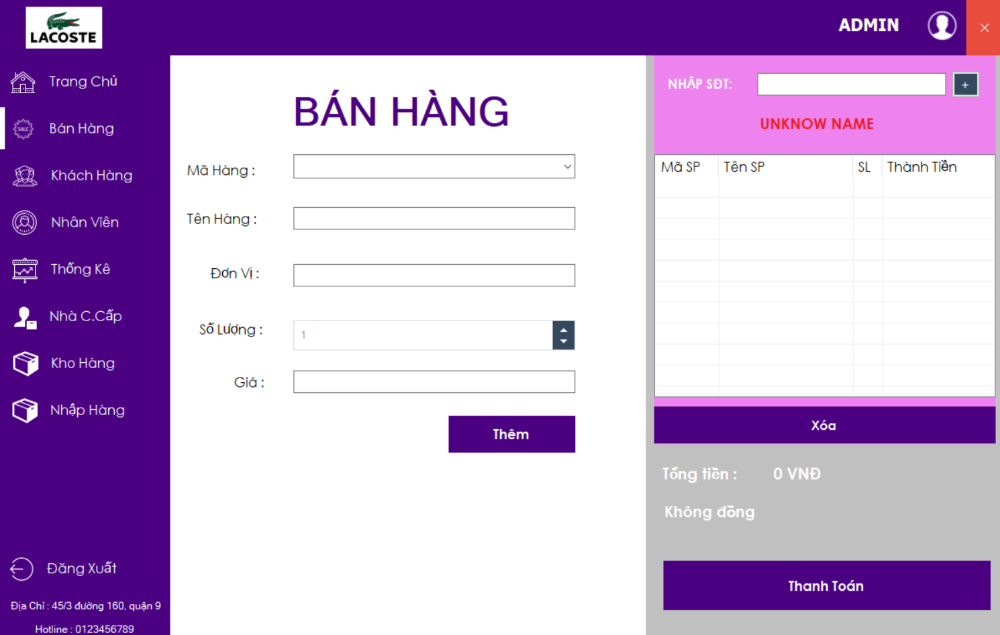 LACOSTE
ADMIN
Trang Chủ
SALE
Bán Hàng
Khách Hàng
Nhân Viên
Thống Kê
Nhà C.Cấp
Kho Hàng
Nhập Hàng
Đăng Xuất
Địa Chỉ : 45/3 đường 160, quận 9
Hotline : 0123456789
BÁN HÀNG
Mã Hàng :
Tên Hàng :
Đơn Vị :
Số Lượng : 1
Giá :
Thêm
NHẬP SĐT: +
UNKNOW NAME
Mã SP Tên SP SL Thành Tiền
Xóa
Tổng tiền : 0 VNĐ
Không đồng
Thanh Toán